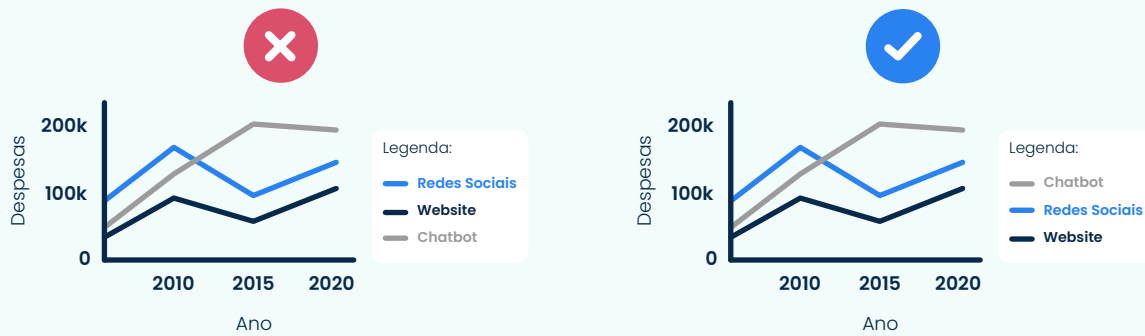 200k
100k
0
Despesas
2010 2015 2020
Ano
Legenda:
Redes Sociais
Website
Chatbot
200k
100k
0
Despesas
2010 2015 2020
Ano
Legenda:
Chatbot
Redes Sociais
Website